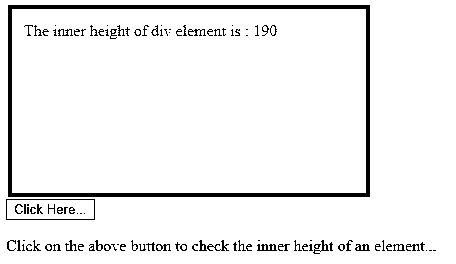 The inner height of div element is : 190
Click Here...
Click on the above button to check the inner height of an element...